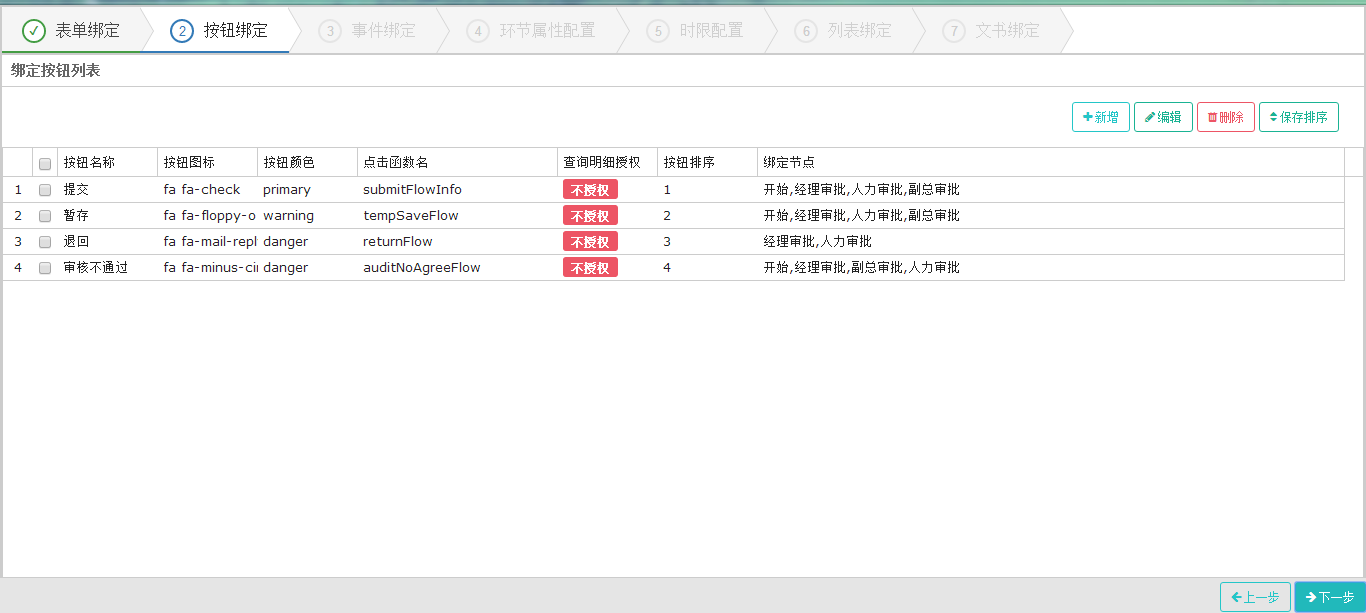 表单绑定 2 按钮绑定 3 事件绑定 4 环节属性配置 5 时限配置 6 列表绑定 7 文书绑定
绑定按钮列表
新增 编辑 删除 保存排序
按钮名称 按钮图标 按钮颜色 点击函数名 查询明细授权 按钮排序 绑定节点
1 提交 fa fa-check primary submitFlowInfo 不授权 1 开始,经理审批,人力审批,副总审批
2 暂存 fa fa-floppy-o warning tempSaveFlow 不授权 2 开始,经理审批,人力审批,副总审批
3 退回 fa fa-mail-repl danger returnFlow 不授权 3 经理审批,人力审批
4 审核不通过 fa fa-minus-cir danger auditNoAgreeFlow 不授权 4 开始,经理审批,副总审批,人力审批
上一步 下一步